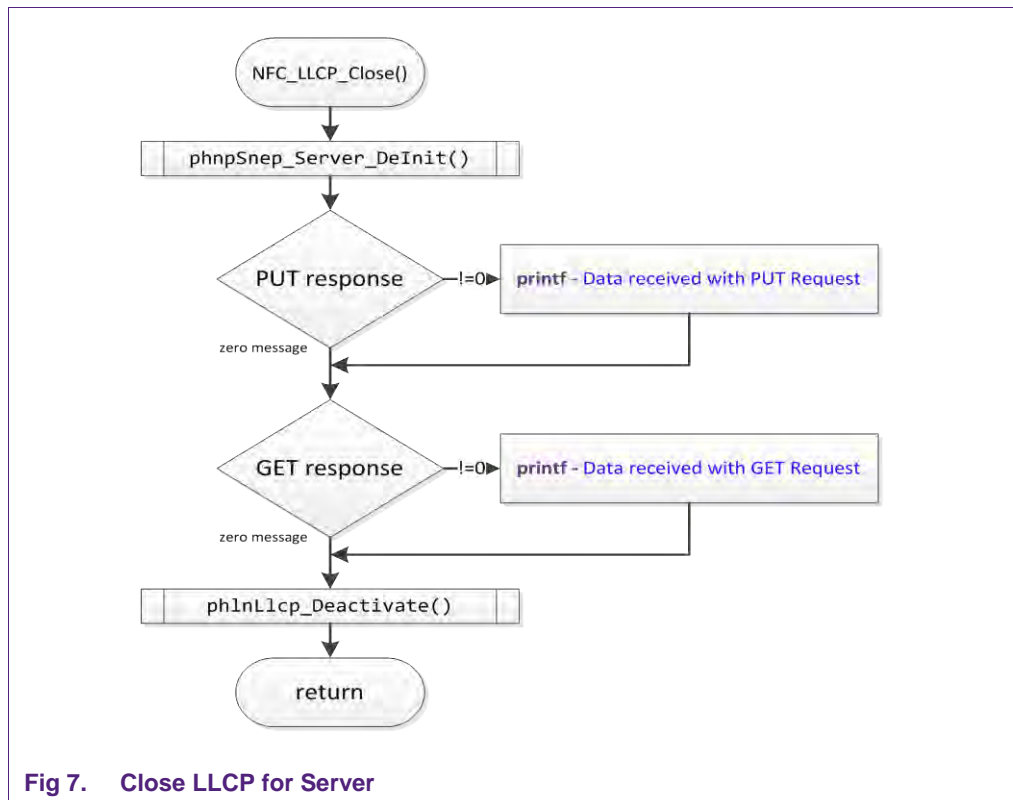 NFC_LLCP_Close()
phnpSnep_Server_DeInit()
PUT response
!=0
printf - Data received with PUT Request
zero message
GET response
!=0
printf - Data received with GET Request
zero message
phlnLlcp_Deactivate()
return
Fig 7. Close LLCP for Server